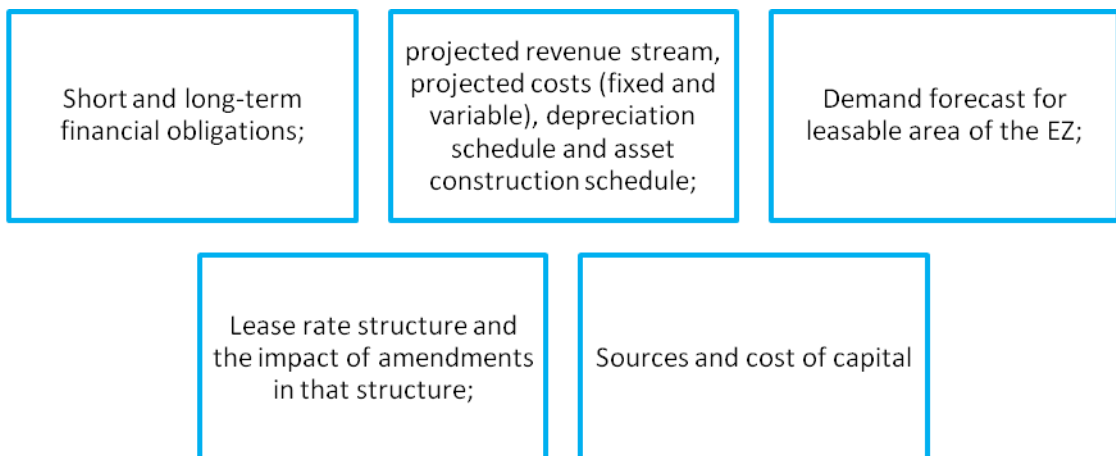 Short and long-term
financial obligations;
projected revenue stream,
projected costs (fixed and
variable), depreciation
schedule and asset
construction schedule;
Demand forecast for
leasable area of the EZ;
Lease rate structure and
the impact of amendments
in that structure;
Sources and cost of capital